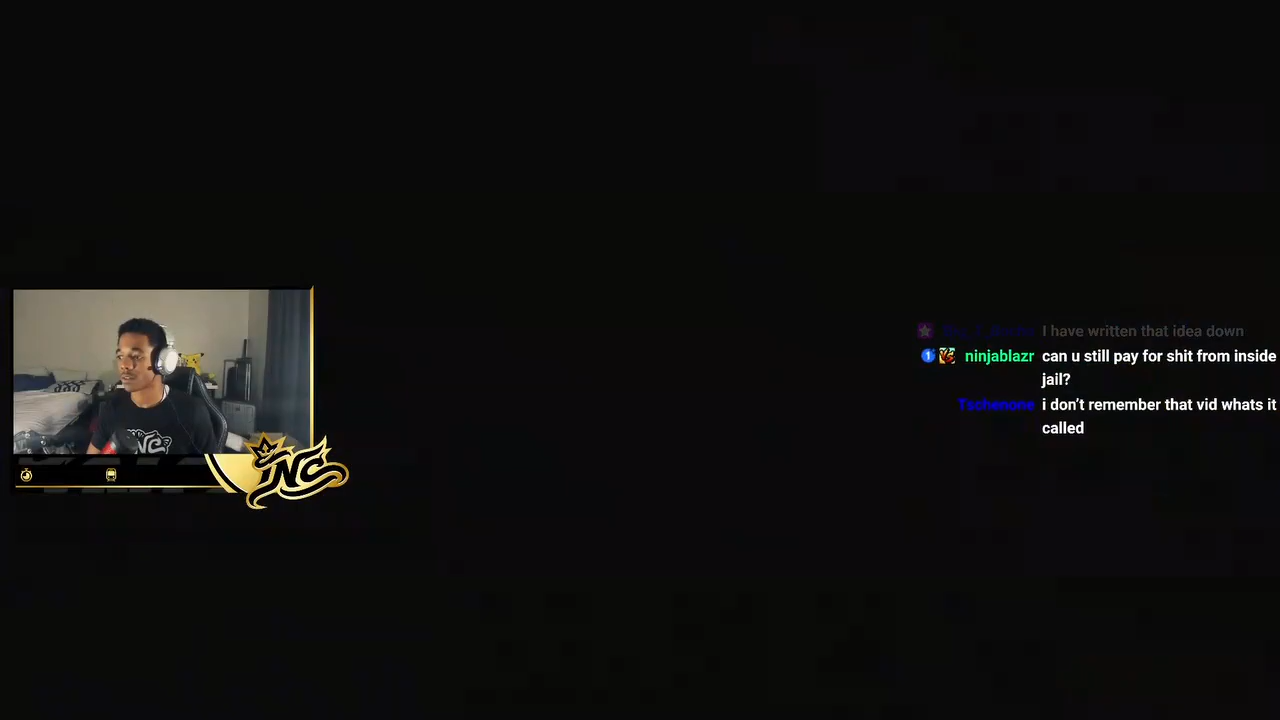 NC
I have written that idea down
ninjablazr can u still pay for shit from inside
jail?
Tschenone i don't remember that vid whats it
called